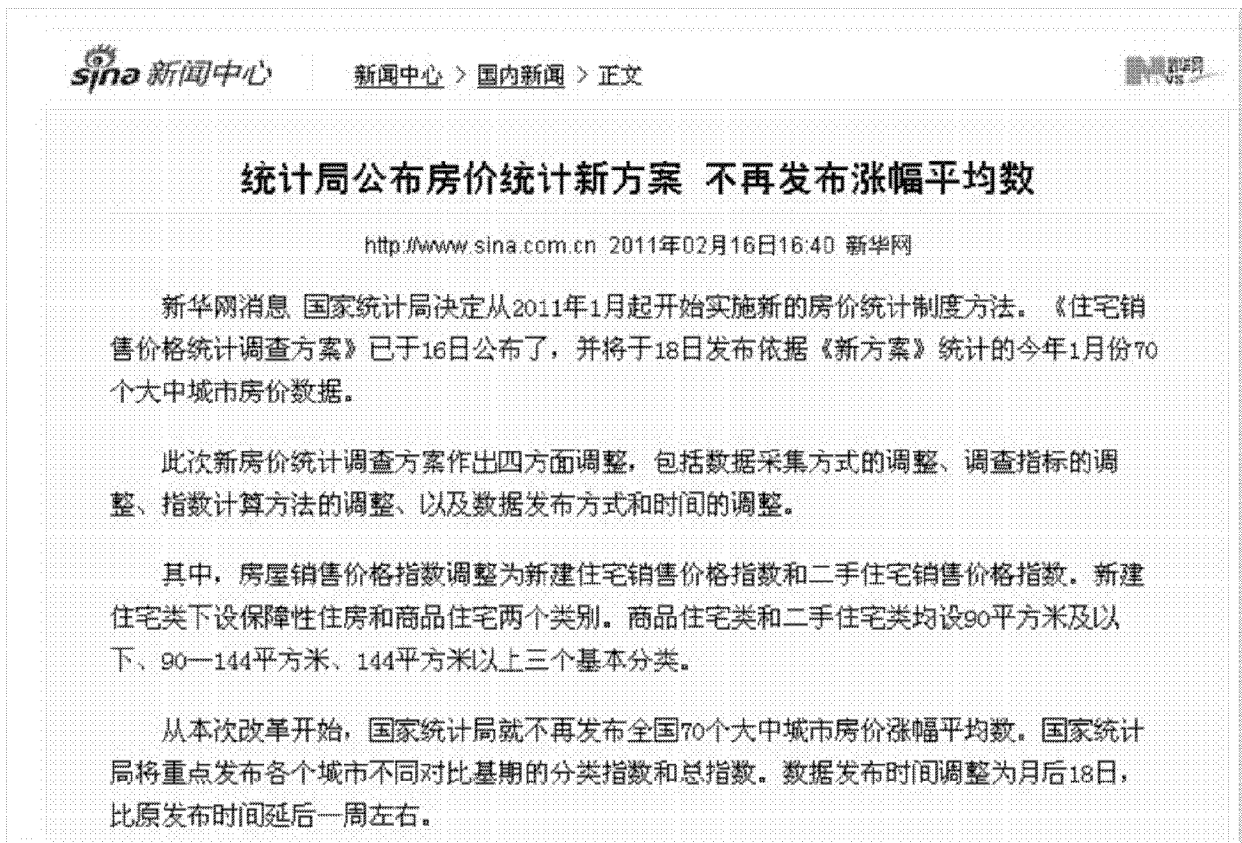 sina 新闻中心 新闻中心 > 国内新闻 > 正文
统计局公布房价统计新方案 不再发布涨幅平均数
http://www.sina.com.cn 2011年02月16日16:40 新华网
新华网消息 国家统计局决定从2011年1月起开始实施新的房价统计制度方法。《住宅销
售价格统计调查方案》已于16日公布了，并将于18日发布依据《新方案》统计的今年1月份70
个大中城市房价数据。
此次新房价统计调查方案作出四方面调整，包括数据采集方式的调整、调查指标的调
整、指数计算方法的调整、以及数据发布方式和时间的调整。
其中，房屋销售价格指数调整为新建住宅销售价格指数和二手住宅销售价格指数。新建
住宅类下设保障性住房和商品住宅两个类别。商品住宅类和二手住宅类均设90平方米及以
下、90—144平方米、144平方米以上三个基本分类。
从本次改革开始，国家统计局就不再发布全国70个大中城市房价涨幅平均数。国家统计
局将重点发布各个城市不同对比基期的分类指数和总指数。数据发布时间调整为月后18日，
比原发布时间延后一周左右。